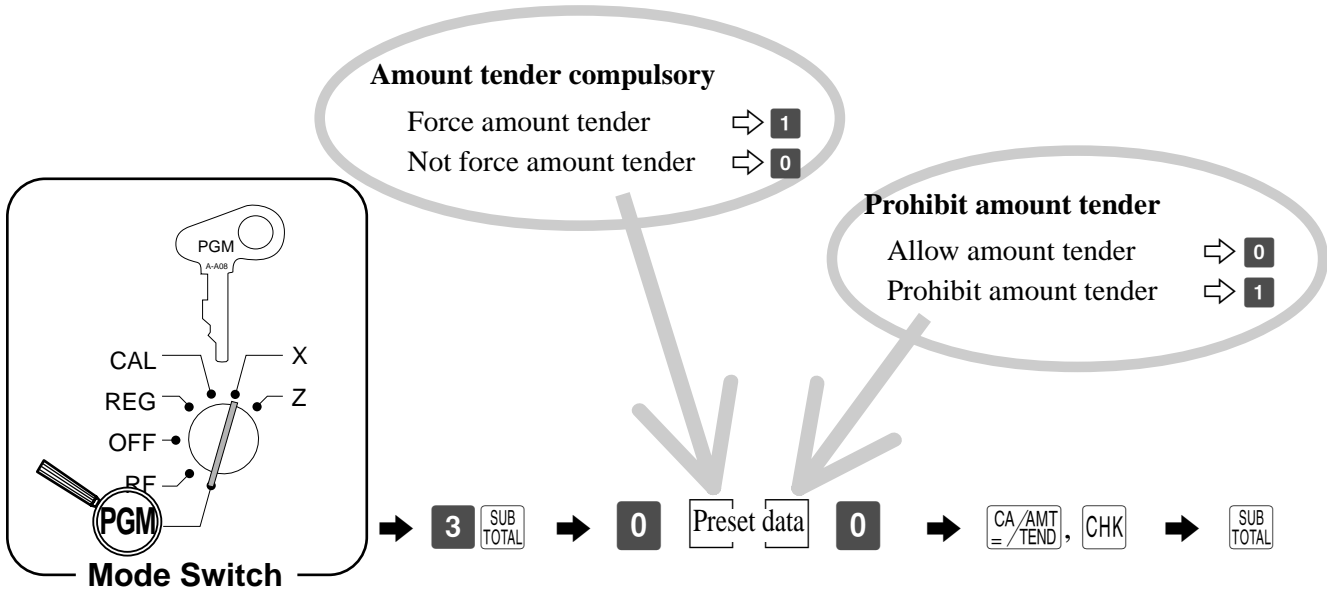 Amount tender compulsory
Force amount tender ⇨ 1
Not force amount tender ⇨ 0
Prohibit amount tender
Allow amount tender ⇨ 0
Prohibit amount tender ⇨ 1
PGM
A-A08
CAL
X
REG
Z
OFF
RF
PGM
Mode Switch
➡ 3 SUB TOTAL ➡ 0 Preset data 0 ➡ CA/AMT =/TEND, CHK ➡ SUB TOTAL